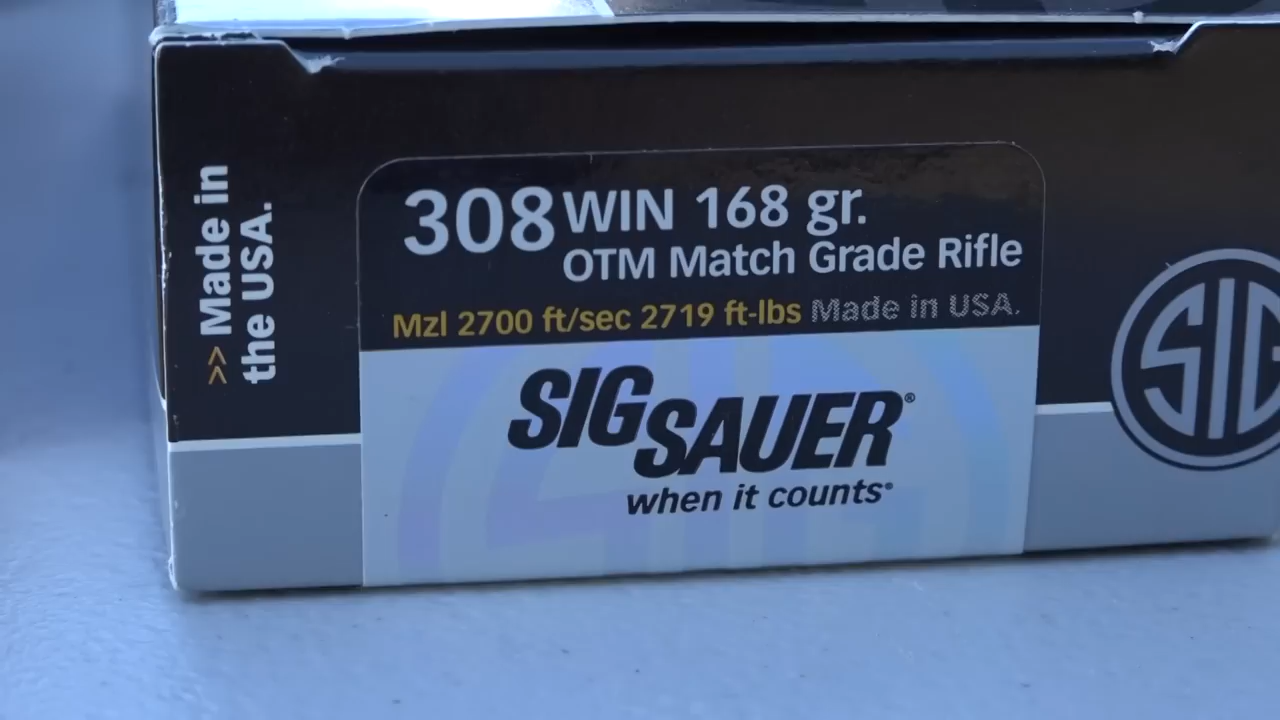 >> Made in
the USA.
308 WIN 168 gr.
OTM Match Grade Rifle
Mzl 2700 ft/sec 2719 ft-lbs Made in USA.
SIG SAUER®
when it counts®
SIG